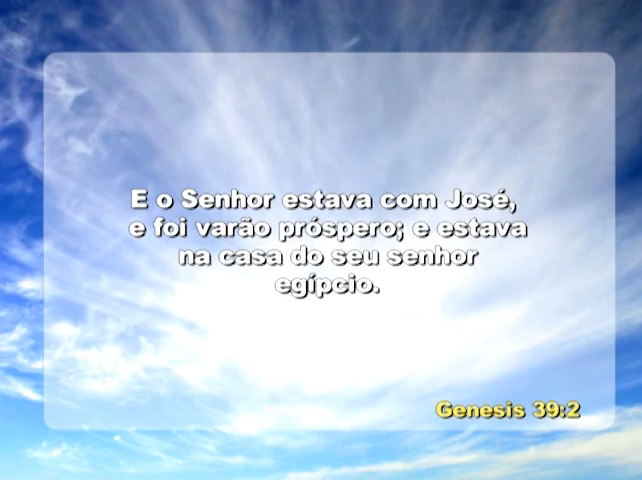 E o Senhor estava com José,
e foi varão próspero; e estava
na casa do seu senhor
egípcio.
Genesis 39:2